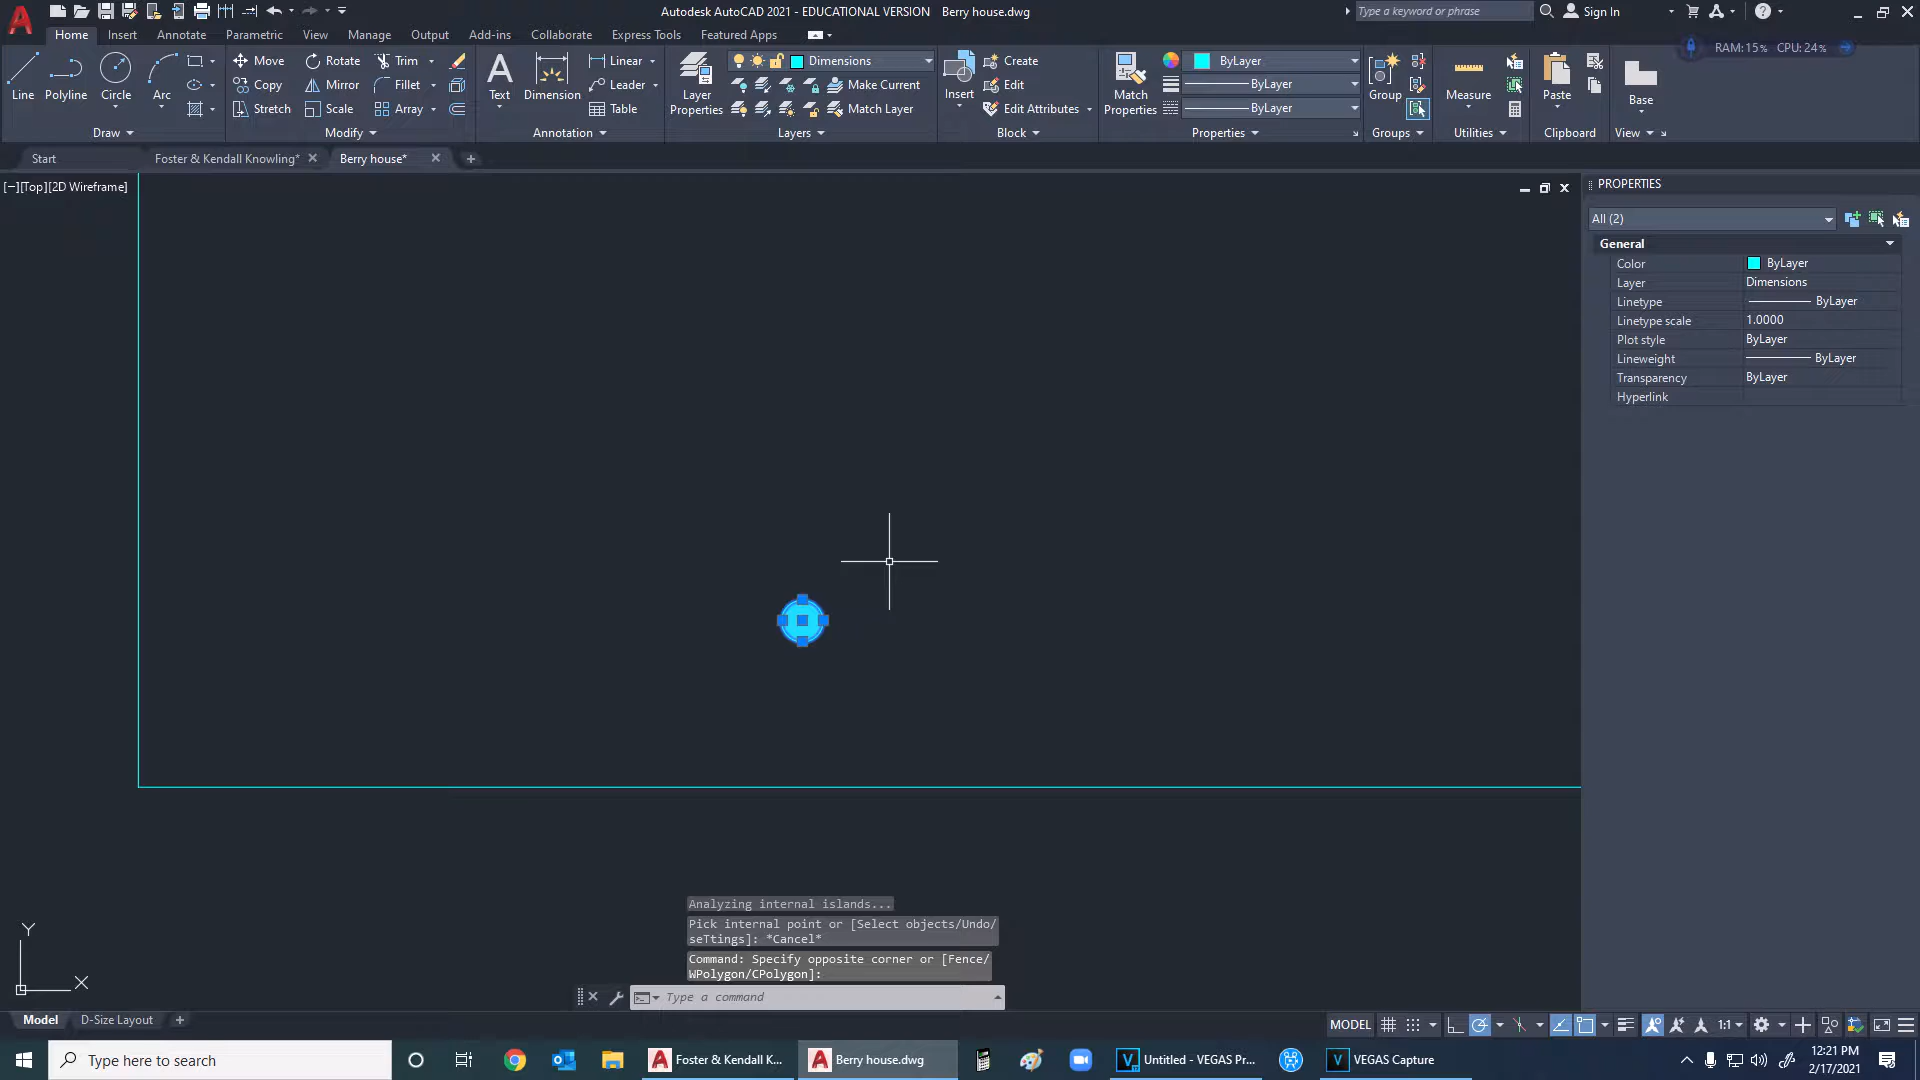 Autodesk AutoCAD 2021 - EDUCATIONAL VERSION Berry house.dwg
Type a keyword or phrase
Sign In
Home Insert Annotate Parametric View Manage Output Add-ins Collaborate Express Tools Featured Apps
RAM:15% CPU:24%
Line Polyline Circle Arc
Draw
Move Rotate Trim
Copy Mirror Fillet
Stretch Scale Array
Modify
Text Dimension
Linear
Leader
Table
Annotation
Layer Properties
Dimensions
Make Current
Match Layer
Layers
Insert
Create
Edit
Edit Attributes
Block
Match Properties
ByLayer
ByLayer
ByLayer
Properties
Group
Groups
Measure
Utilities
Paste
Clipboard
Base
View
Start Foster & Kendall Knowling* Berry house*
[−][Top][2D Wireframe]
PROPERTIES
All (2)
General
Color ByLayer
Layer Dimensions
Linetype ByLayer
Linetype scale 1.0000
Plot style ByLayer
Lineweight ByLayer
Transparency ByLayer
Hyperlink
Y
X
Analyzing internal islands...
Pick internal point or [Select objects/Undo/
seTtings]: *Cancel*
Command: Specify opposite corner or [Fence/
WPolygon/CPolygon]:
Type a command
Model D-Size Layout
MODEL 1:1
Type here to search
Foster & Kendall K...
Berry house.dwg
Untitled - VEGAS Pr...
VEGAS Capture
12:21 PM
2/17/2021